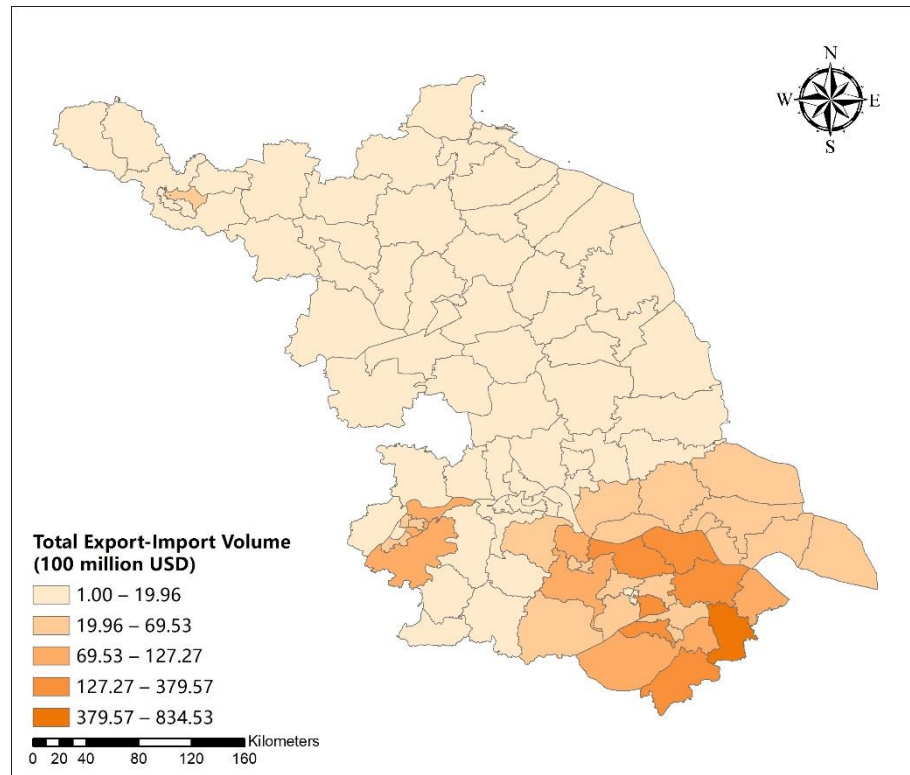 N
W E
S
Total Export-Import Volume
(100 million USD)
1.00 – 19.96
19.96 – 69.53
69.53 – 127.27
127.27 – 379.57
379.57 – 834.53
Kilometers
0 20 40 80 120 160